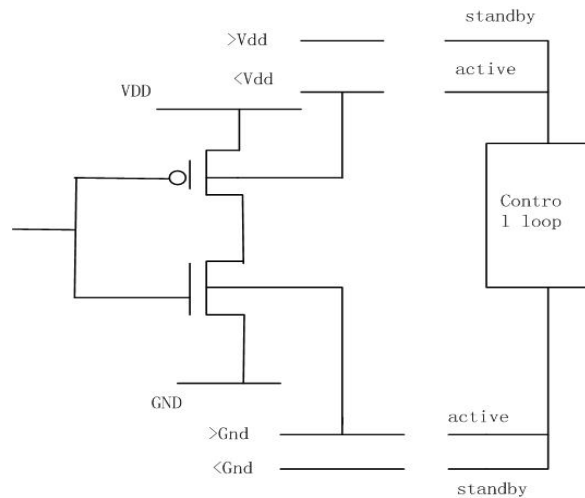 standby
>Vdd
<Vdd
active
VDD
Contro
l loop
GND
active
>Gnd
<Gnd
standby